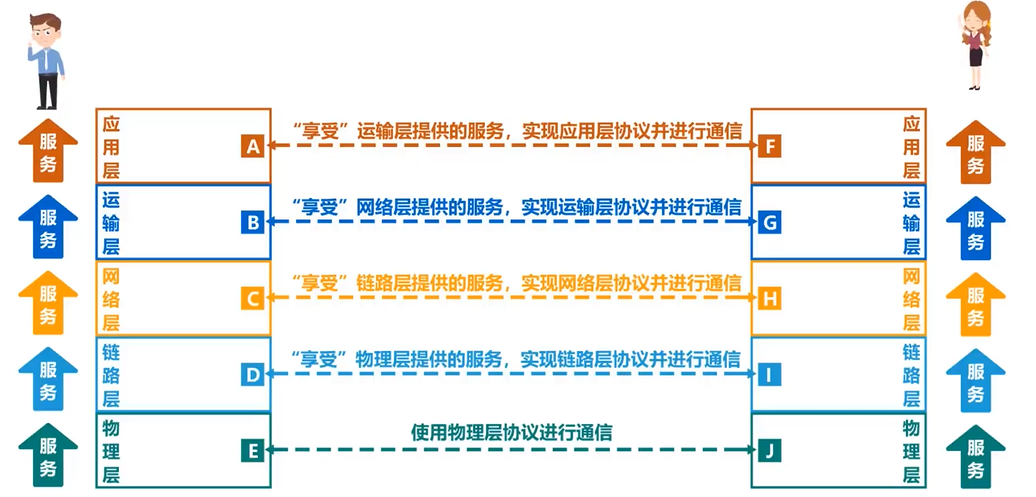 服务
应用层
A
“享受”运输层提供的服务，实现应用层协议并进行通信
F
应用层
服务
服务
运输层
B
“享受”网络层提供的服务，实现运输层协议并进行通信
G
运输层
服务
服务
网络层
C
“享受”链路层提供的服务，实现网络层协议并进行通信
H
网络层
服务
服务
链路层
D
“享受”物理层提供的服务，实现链路层协议并进行通信
I
链路层
服务
服务
物理层
E
使用物理层协议进行通信
J
物理层
服务